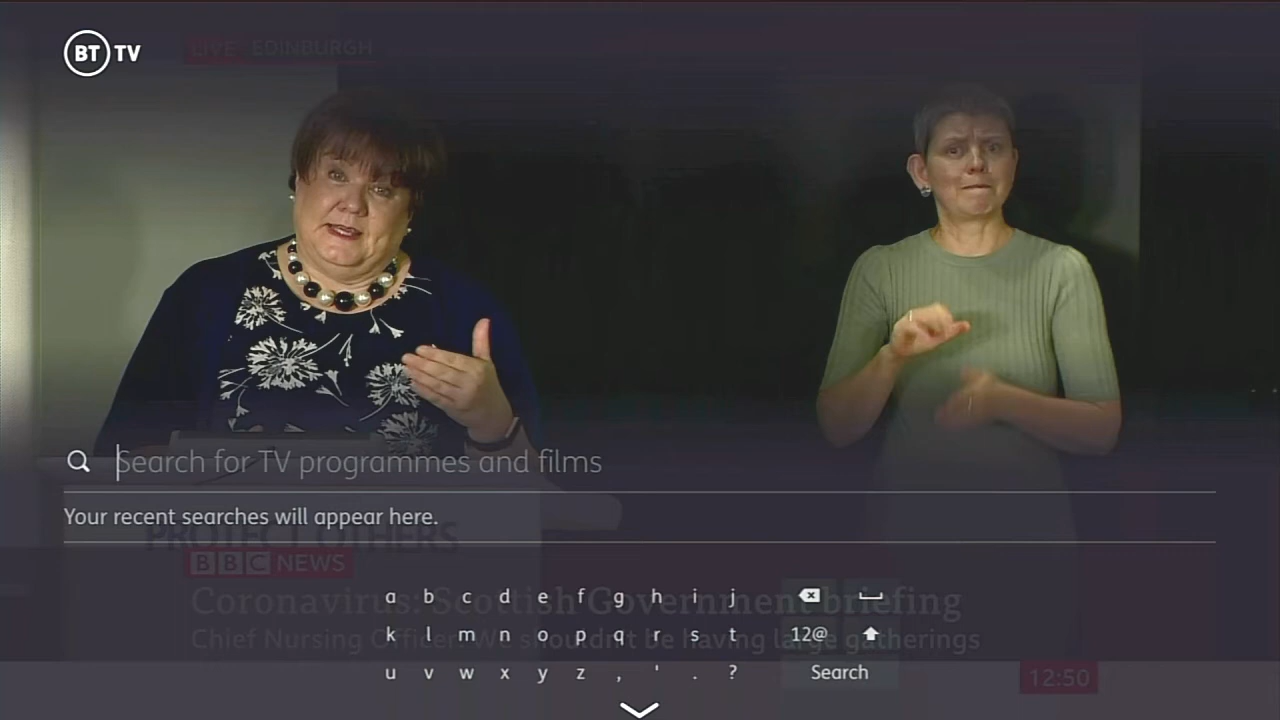 BT TV
LIVE EDINBURGH
Search for TV programmes and films
Your recent searches will appear here.
PROTECT OTHERS
BBC NEWS
Coronavirus: Scottish Government briefing
Chief Nursing Officer: We shouldn't be having large gatherings
a b c d e f g h i j
k l m n o p q r s t 12@
u v w x y z , ' . ? Search
12:50